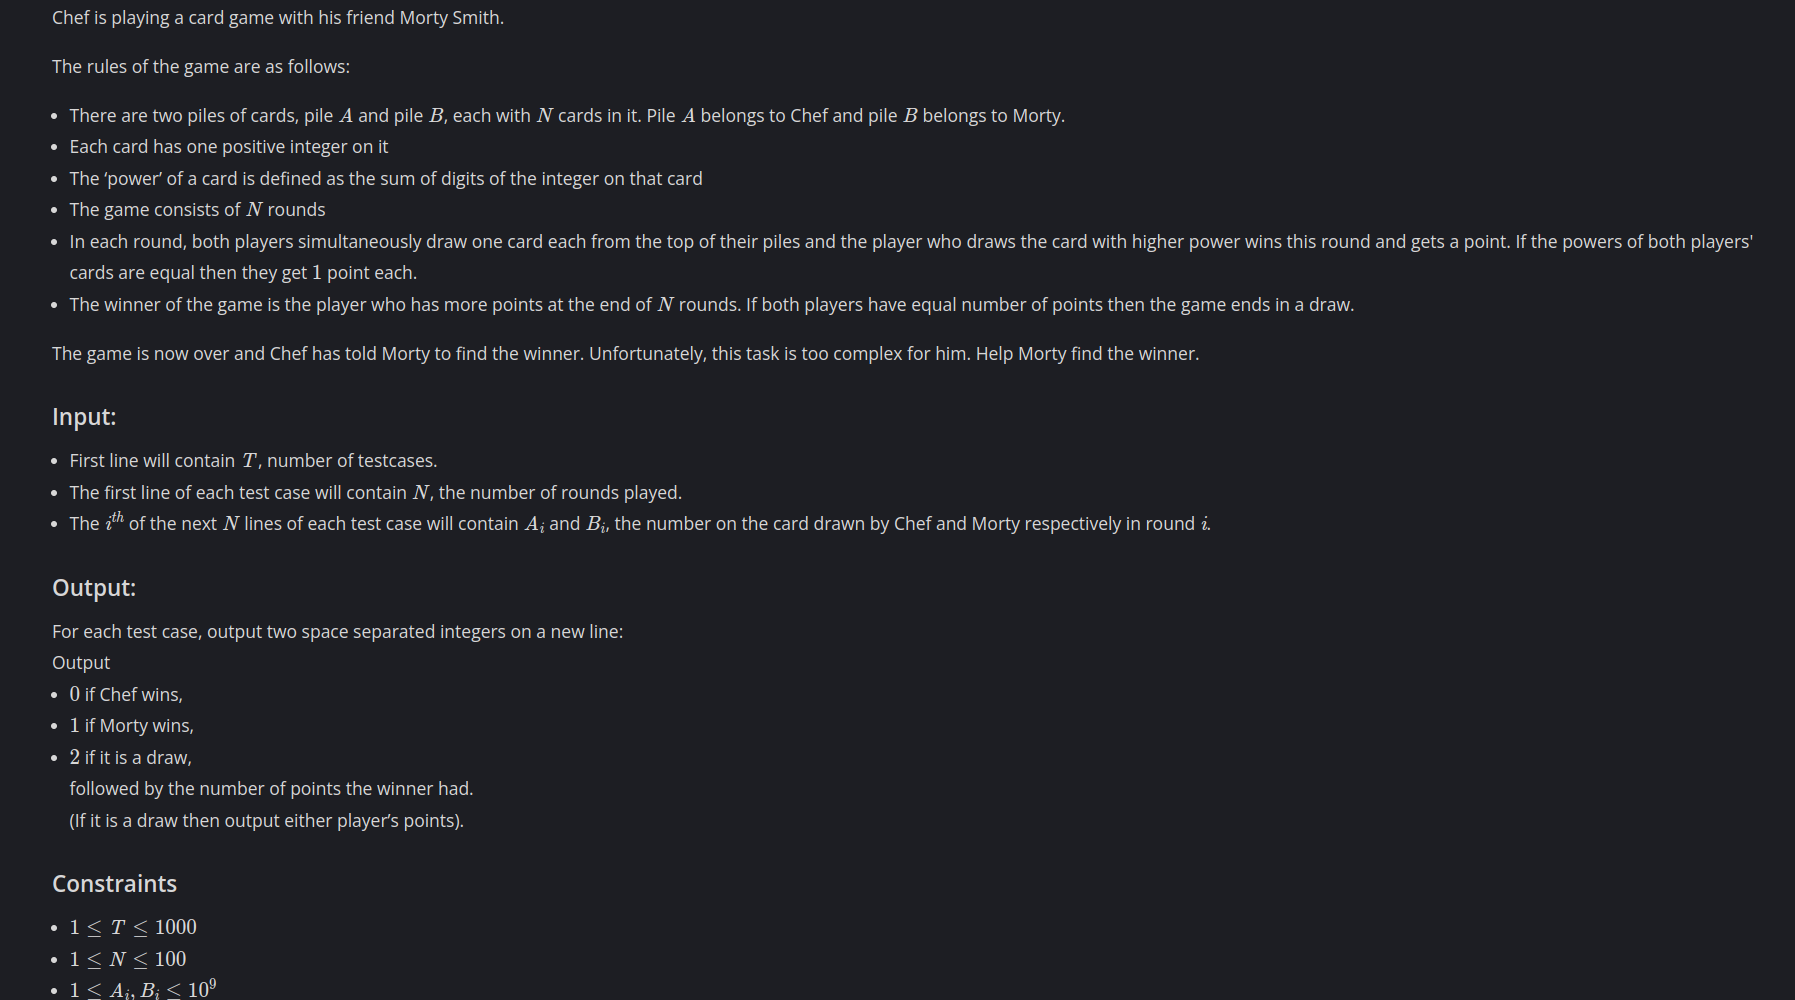 Chef is playing a card game with his friend Morty Smith.
The rules of the game are as follows:
• There are two piles of cards, pile A and pile B, each with N cards in it. Pile A belongs to Chef and pile B belongs to Morty.
• Each card has one positive integer on it
• The ‘power’ of a card is defined as the sum of digits of the integer on that card
• The game consists of N rounds
• In each round, both players simultaneously draw one card each from the top of their piles and the player who draws the card with higher power wins this round and gets a point. If the powers of both players'
cards are equal then they get 1 point each.
• The winner of the game is the player who has more points at the end of N rounds. If both players have equal number of points then the game ends in a draw.
The game is now over and Chef has told Morty to find the winner. Unfortunately, this task is too complex for him. Help Morty find the winner.
Input:
• First line will contain T, number of testcases.
• The first line of each test case will contain N, the number of rounds played.
• The i^{th} of the next N lines of each test case will contain A_i and B_i, the number on the card drawn by Chef and Morty respectively in round i.
Output:
For each test case, output two space separated integers on a new line:
Output
• 0 if Chef wins,
• 1 if Morty wins,
• 2 if it is a draw,
followed by the number of points the winner had.
(If it is a draw then output either player’s points).
Constraints
• 1 ≤ T ≤ 1000
• 1 ≤ N ≤ 100
• 1 ≤ A_i, B_i ≤ 10^9